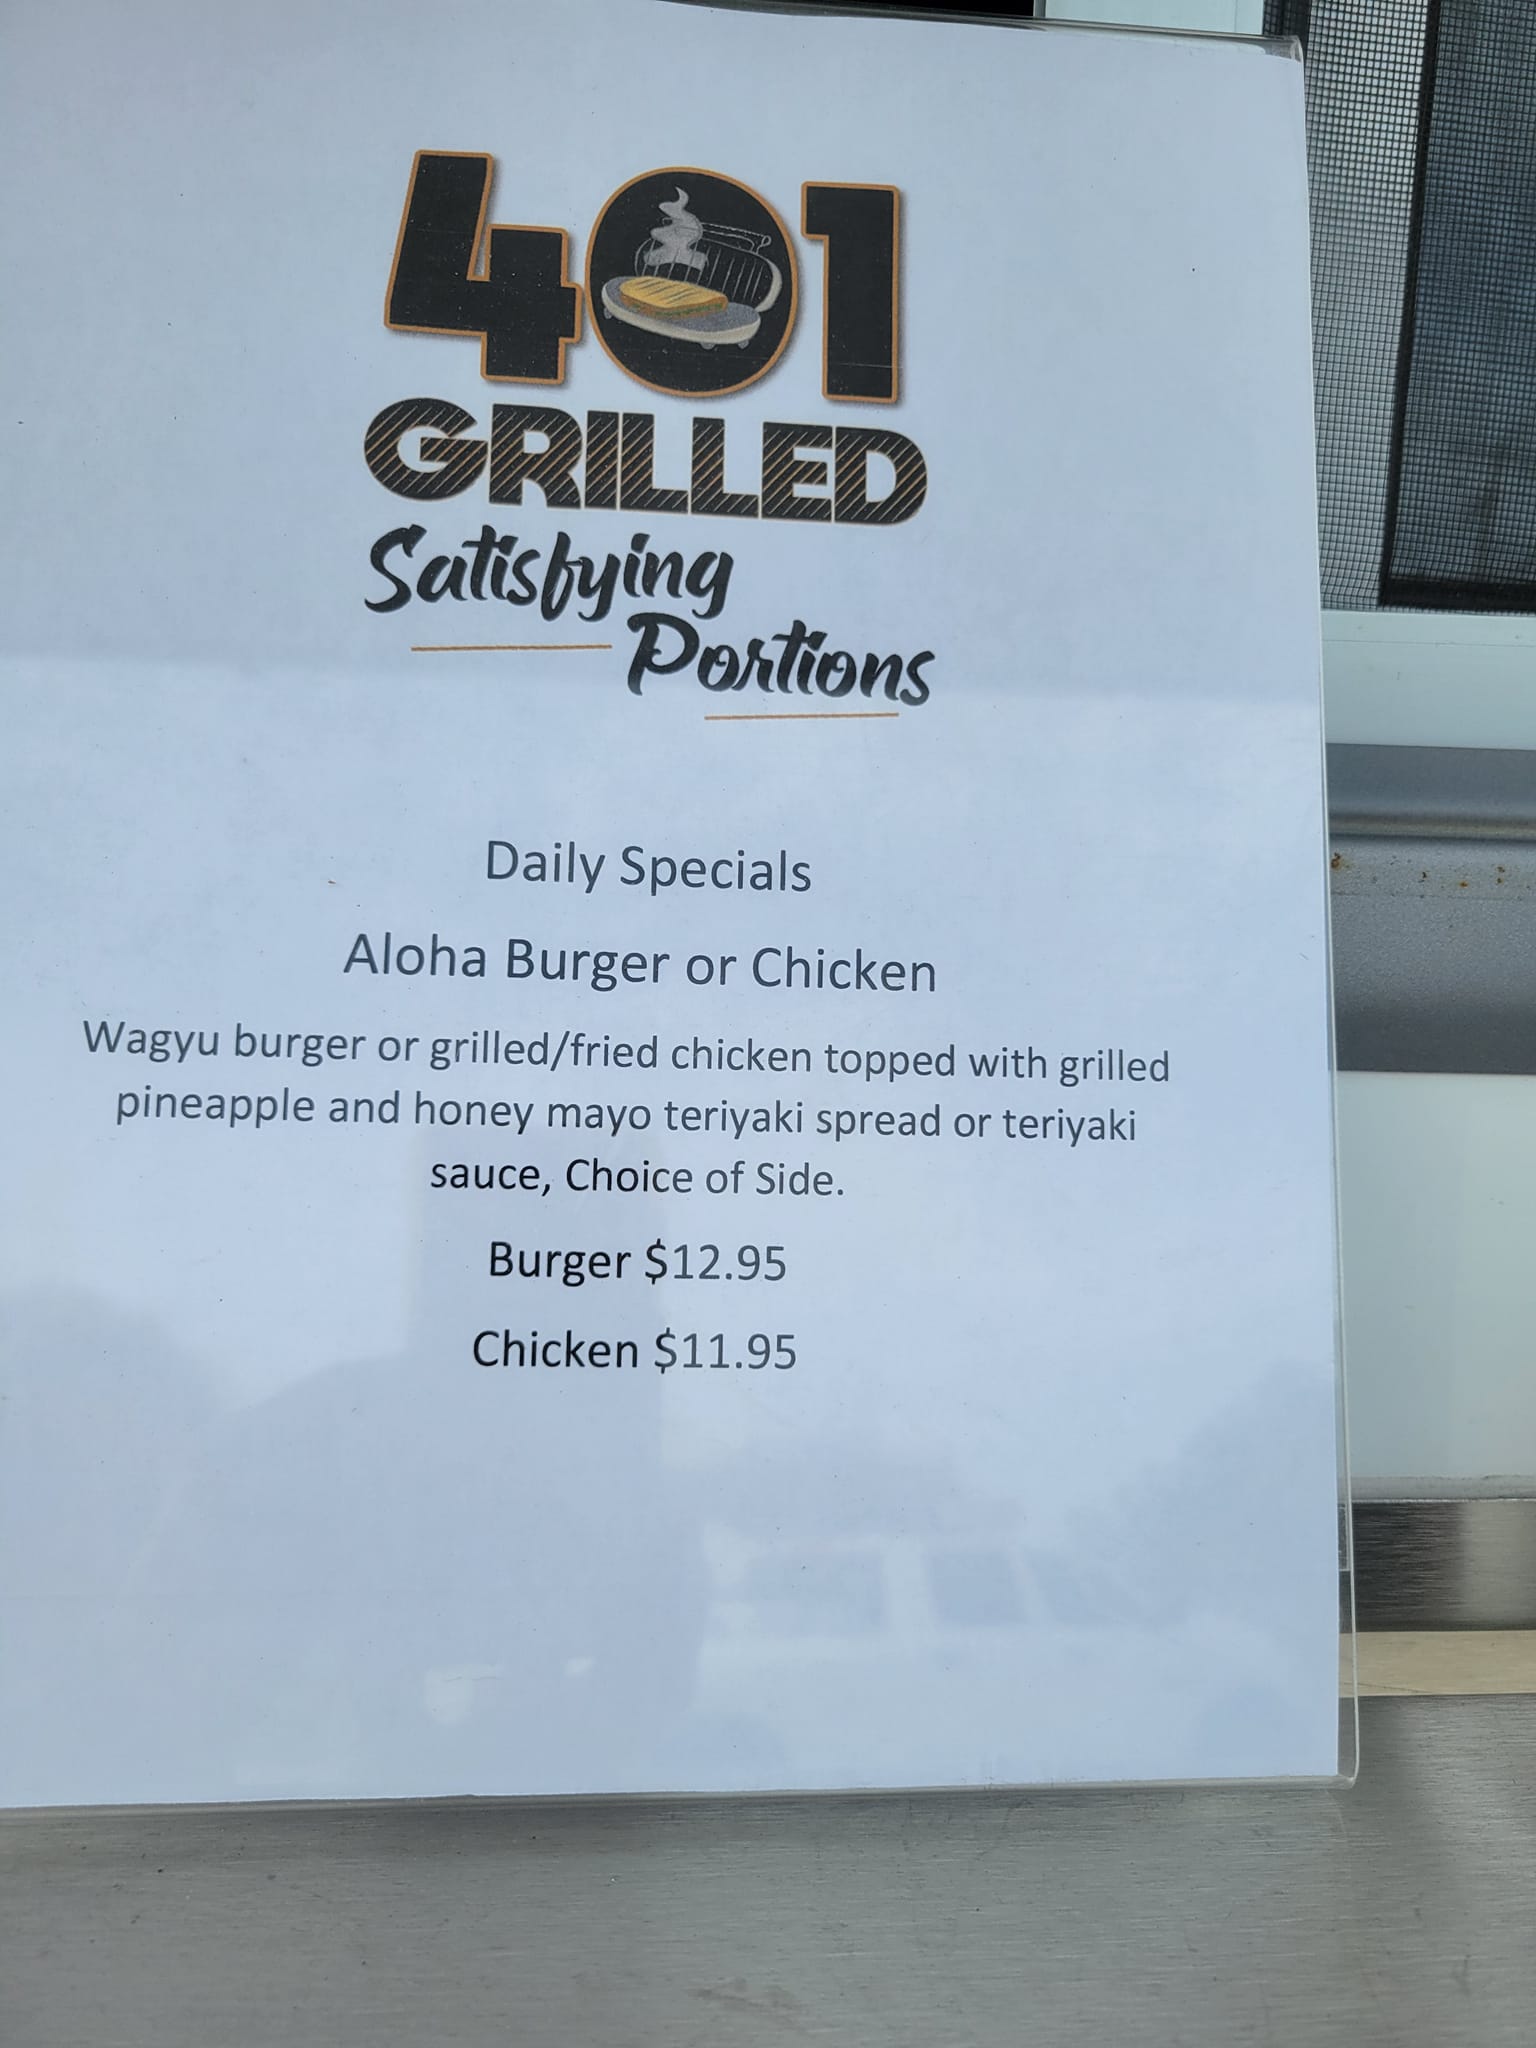 401
GRILLED
Satisfying
Portions
Daily Specials
Aloha Burger or Chicken
Wagyu burger or grilled/fried chicken topped with grilled
pineapple and honey mayo teriyaki spread or teriyaki
sauce, Choice of Side.
Burger $12.95
Chicken $11.95